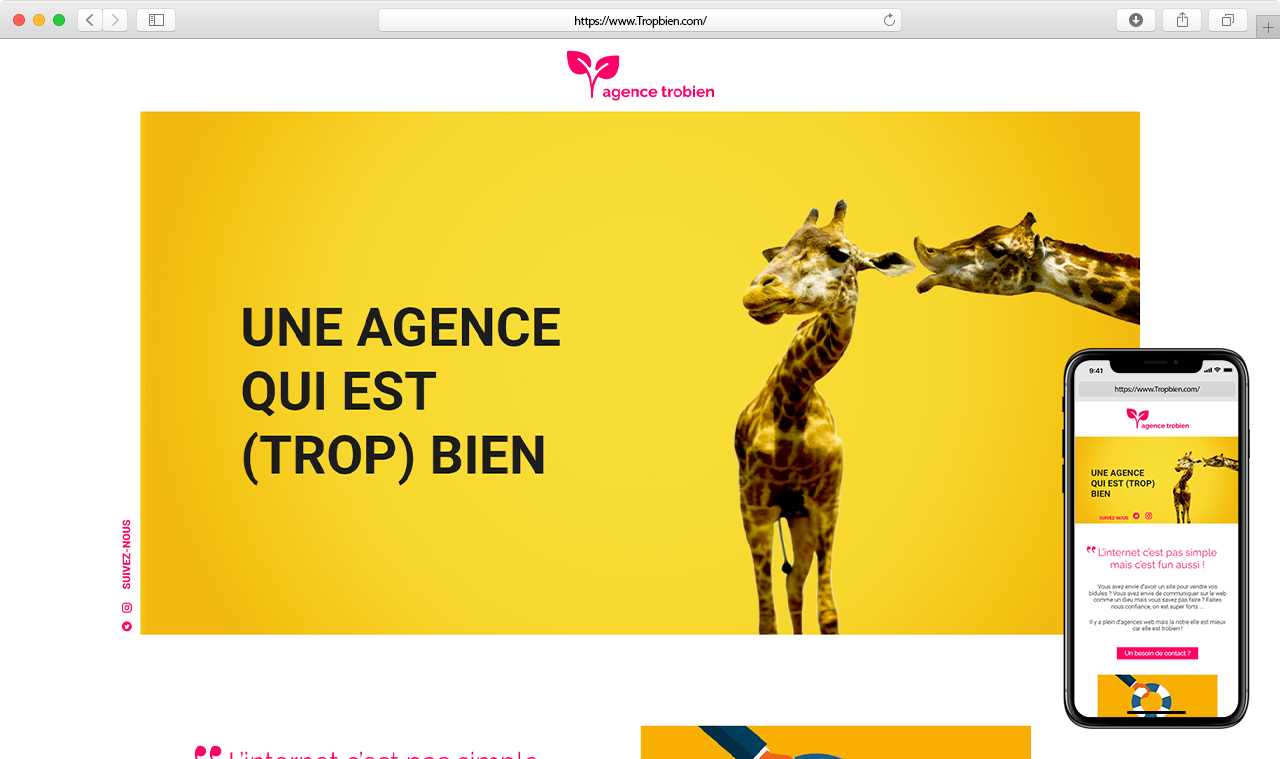 https://www.Tropbien.com/
agence trobien
UNE AGENCE
QUI EST
(TROP) BIEN
SUIVEZ-NOUS
L'internet c'est pas simple
9:41
https://www.Tropbien.com/
agence trobien
UNE AGENCE
QUI EST (TROP)
BIEN
SUIVEZ-NOUS
L'internet c'est pas simple
mais c'est fun aussi !
Vous avez envie d'avoir un site pour vendre vos
bidules ? Vous avez envie de communiquer sur le web
comme un dieu mais vous savez pas faire ? Faites
nous confiance, on est super forts ...
Il y a plein d'agences web mais la notre elle est mieux
car elle est trobien !
Un besoin de contact ?